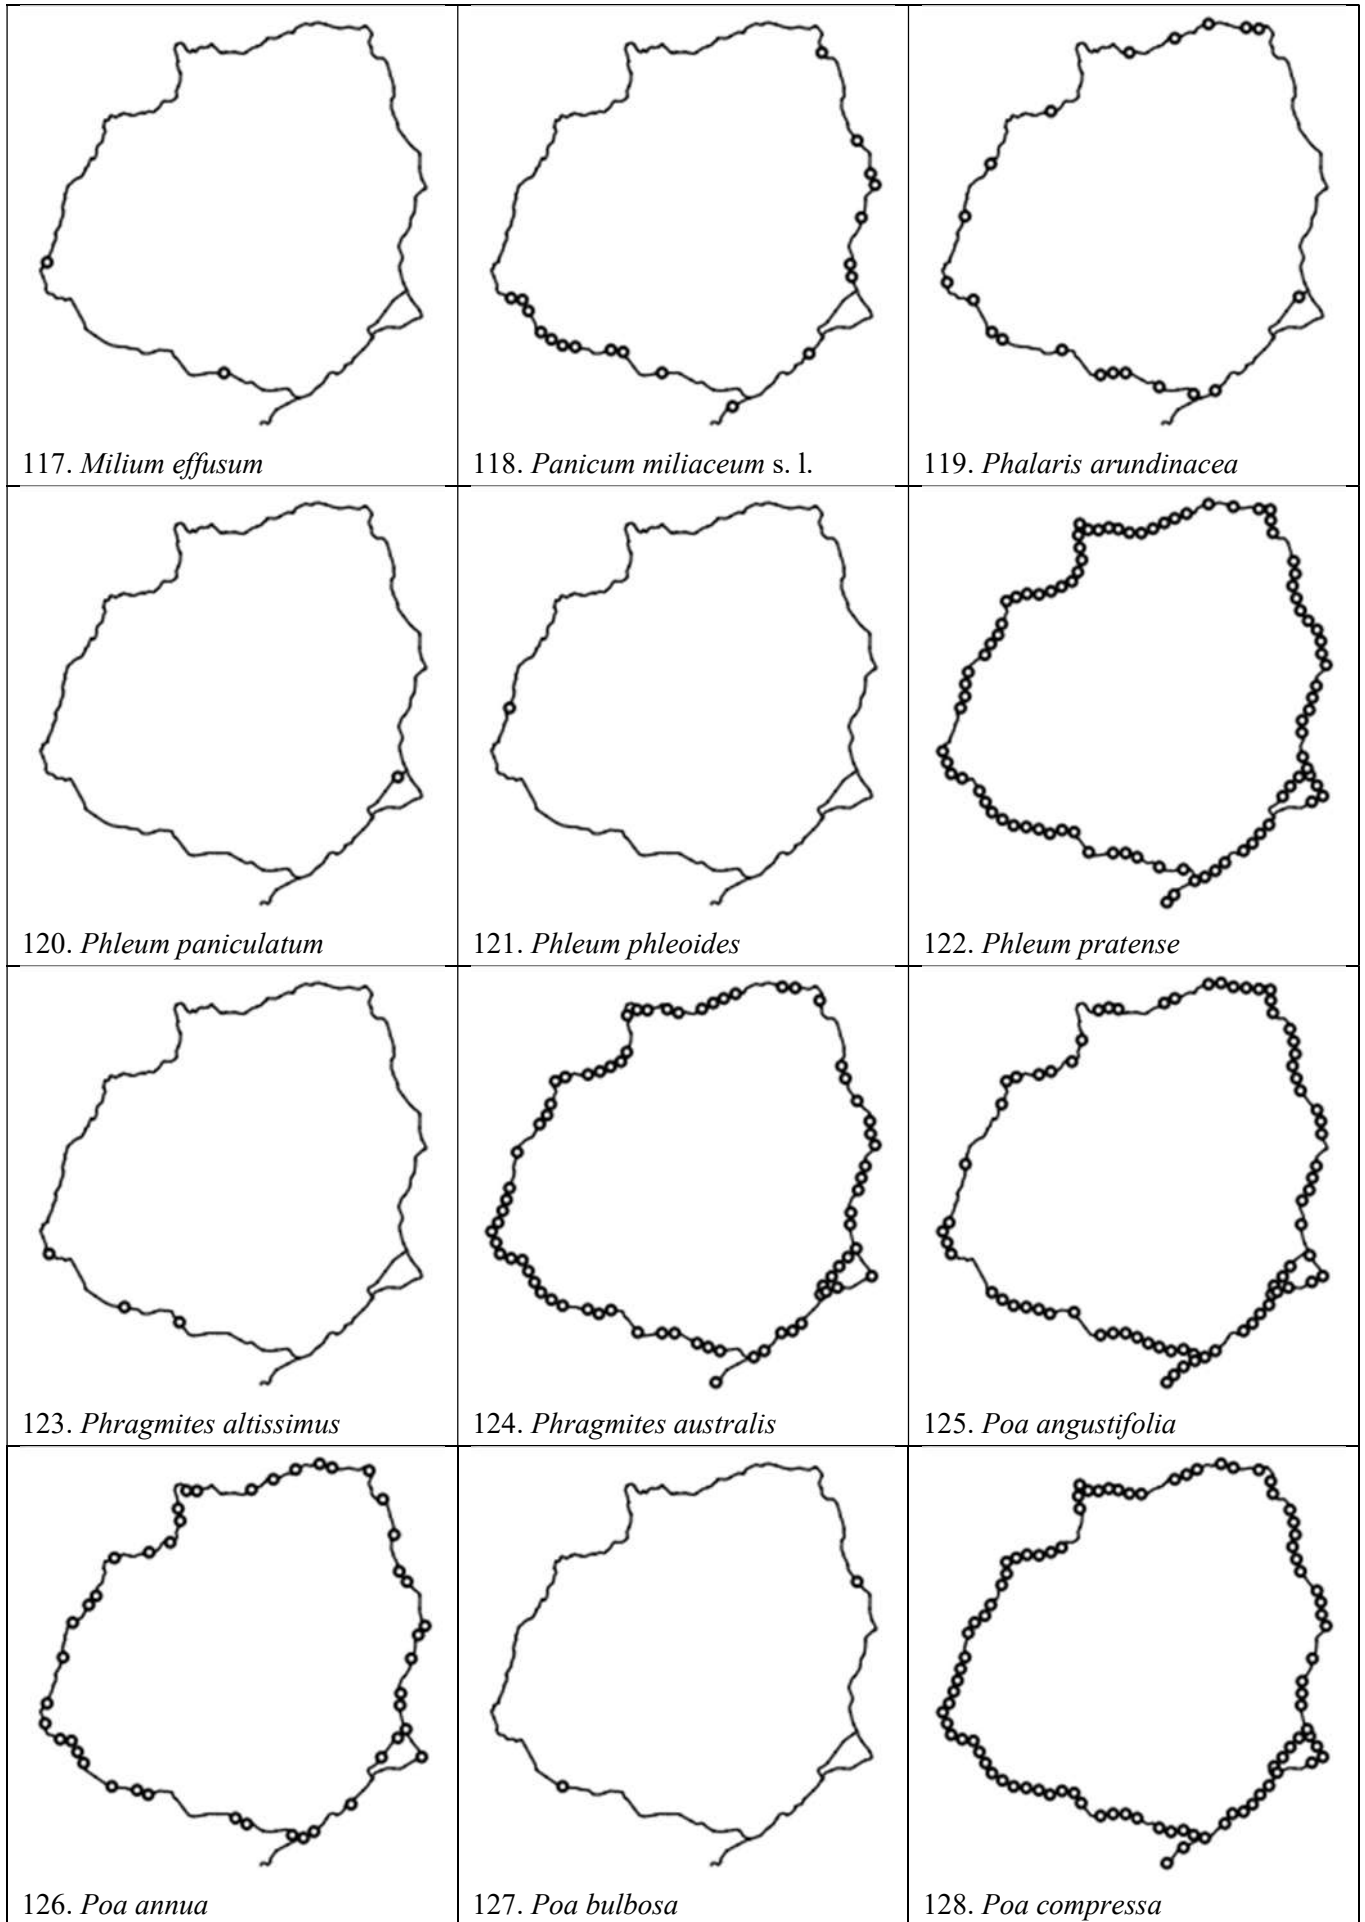 117. Milium effusum
118. Panicum miliaceum s. l.
119. Phalaris arundinacea
120. Phleum paniculatum
121. Phleum phleoides
122. Phleum pratense
123. Phragmites altissimus
124. Phragmites australis
125. Poa angustifolia
126. Poa annua
127. Poa bulbosa
128. Poa compressa